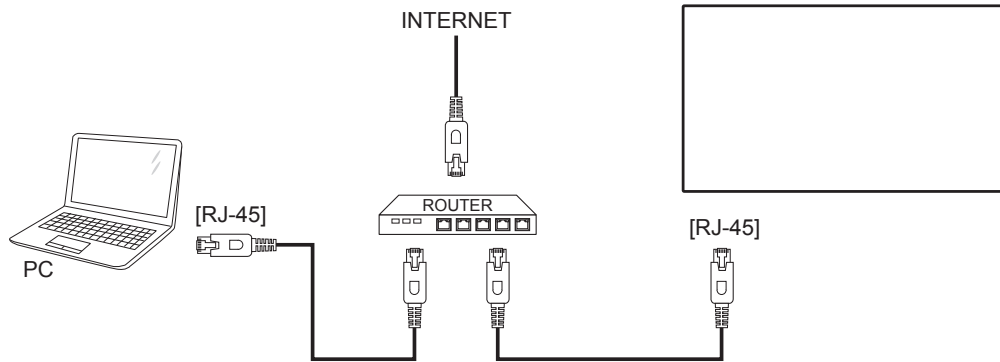 INTERNET
ROUTER
[RJ-45]
[RJ-45]
PC